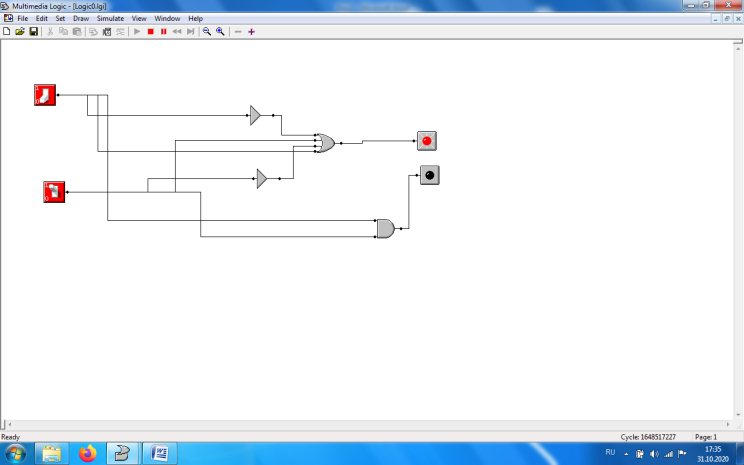 Multimedia Logic - [Logic0.lgi]
File Edit Set Draw Simulate View Window Help
Ready
Cycle: 1648517227 Page: 1
RU
17:35
31.10.2020